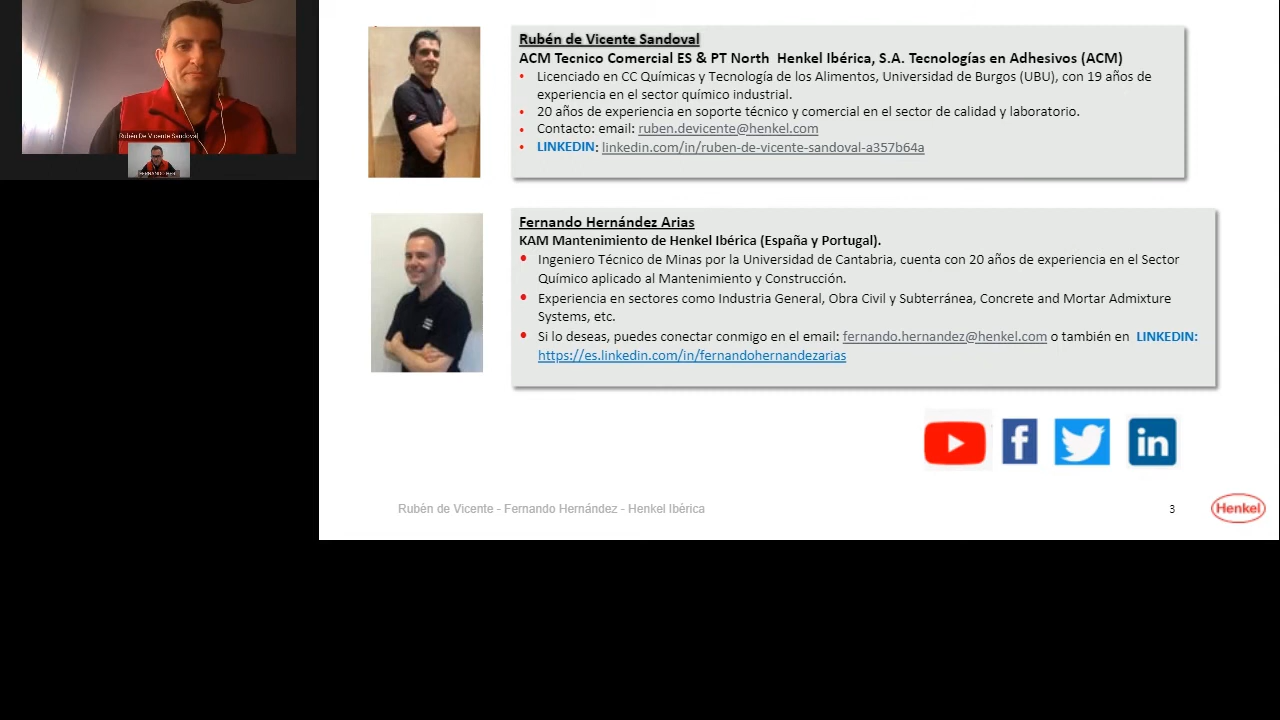 Rubén De Vicente Sandoval
Rubén de Vicente Sandoval
ACM Tecnico Comercial ES & PT North Henkel Ibérica, S.A. Tecnologías en Adhesivos (ACM)
• Licenciado en CC Químicas y Tecnología de los Alimentos, Universidad de Burgos (UBU), con 19 años de
experiencia en el sector químico industrial.
• 20 años de experiencia en soporte técnico y comercial en el sector de calidad y laboratorio.
• Contacto: email: ruben.devicente@henkel.com
• LINKEDIN: linkedin.com/in/ruben-de-vicente-sandoval-a357b64a
Fernando Hernández Arias
KAM Mantenimiento de Henkel Ibérica (España y Portugal).
• Ingeniero Técnico de Minas por la Universidad de Cantabria, cuenta con 20 años de experiencia en el Sector
Químico aplicado al Mantenimiento y Construcción.
• Experiencia en sectores como Industria General, Obra Civil y Subterránea, Concrete and Mortar Admixture
Systems, etc.
• Si lo deseas, puedes conectar conmigo en el email: fernando.hernandez@henkel.com o también en LINKEDIN:
https://es.linkedin.com/in/fernandohernandezarias
Rubén de Vicente - Fernando Hernández - Henkel Ibérica
3
Henkel